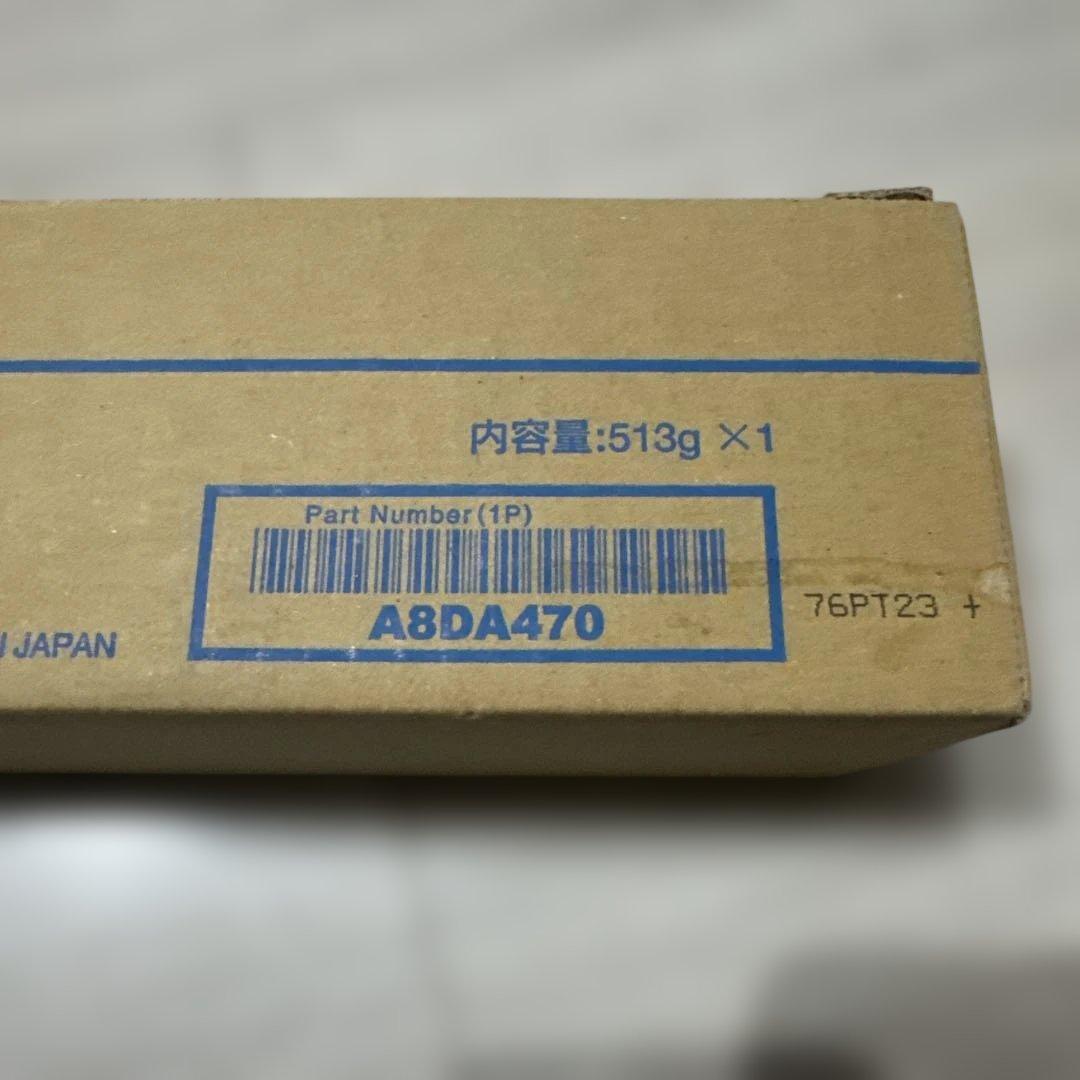 内容量:513g ×1
Part Number(1P)
A8DA470
76PT23 +
JAPAN